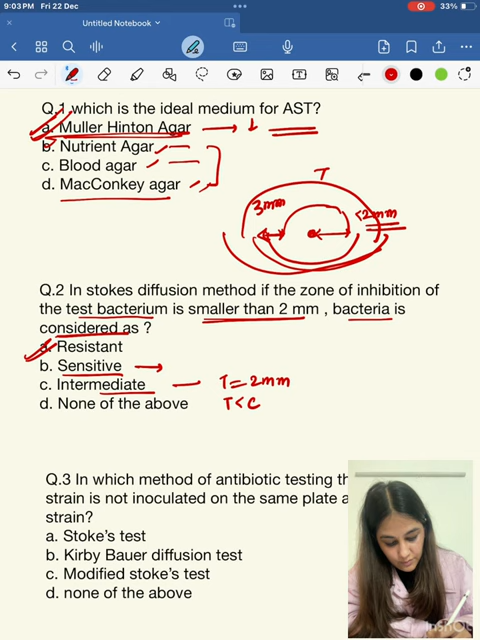 9:03 PM Fri 22 Dec
33%
Untitled Notebook
Q.1 which is the ideal medium for AST?
a. Muller Hinton Agar
b. Nutrient Agar
c. Blood agar
d. MacConkey agar
T
3mm
<2mm
Q.2 In stokes diffusion method if the zone of inhibition of
the test bacterium is smaller than 2 mm , bacteria is
considered as ?
a. Resistant
b. Sensitive
c. Intermediate
T=2mm
d. None of the above
T<C
Q.3 In which method of antibiotic testing th
strain is not inoculated on the same plate a
strain?
a. Stoke's test
b. Kirby Bauer diffusion test
c. Modified stoke's test
d. none of the above
InShO